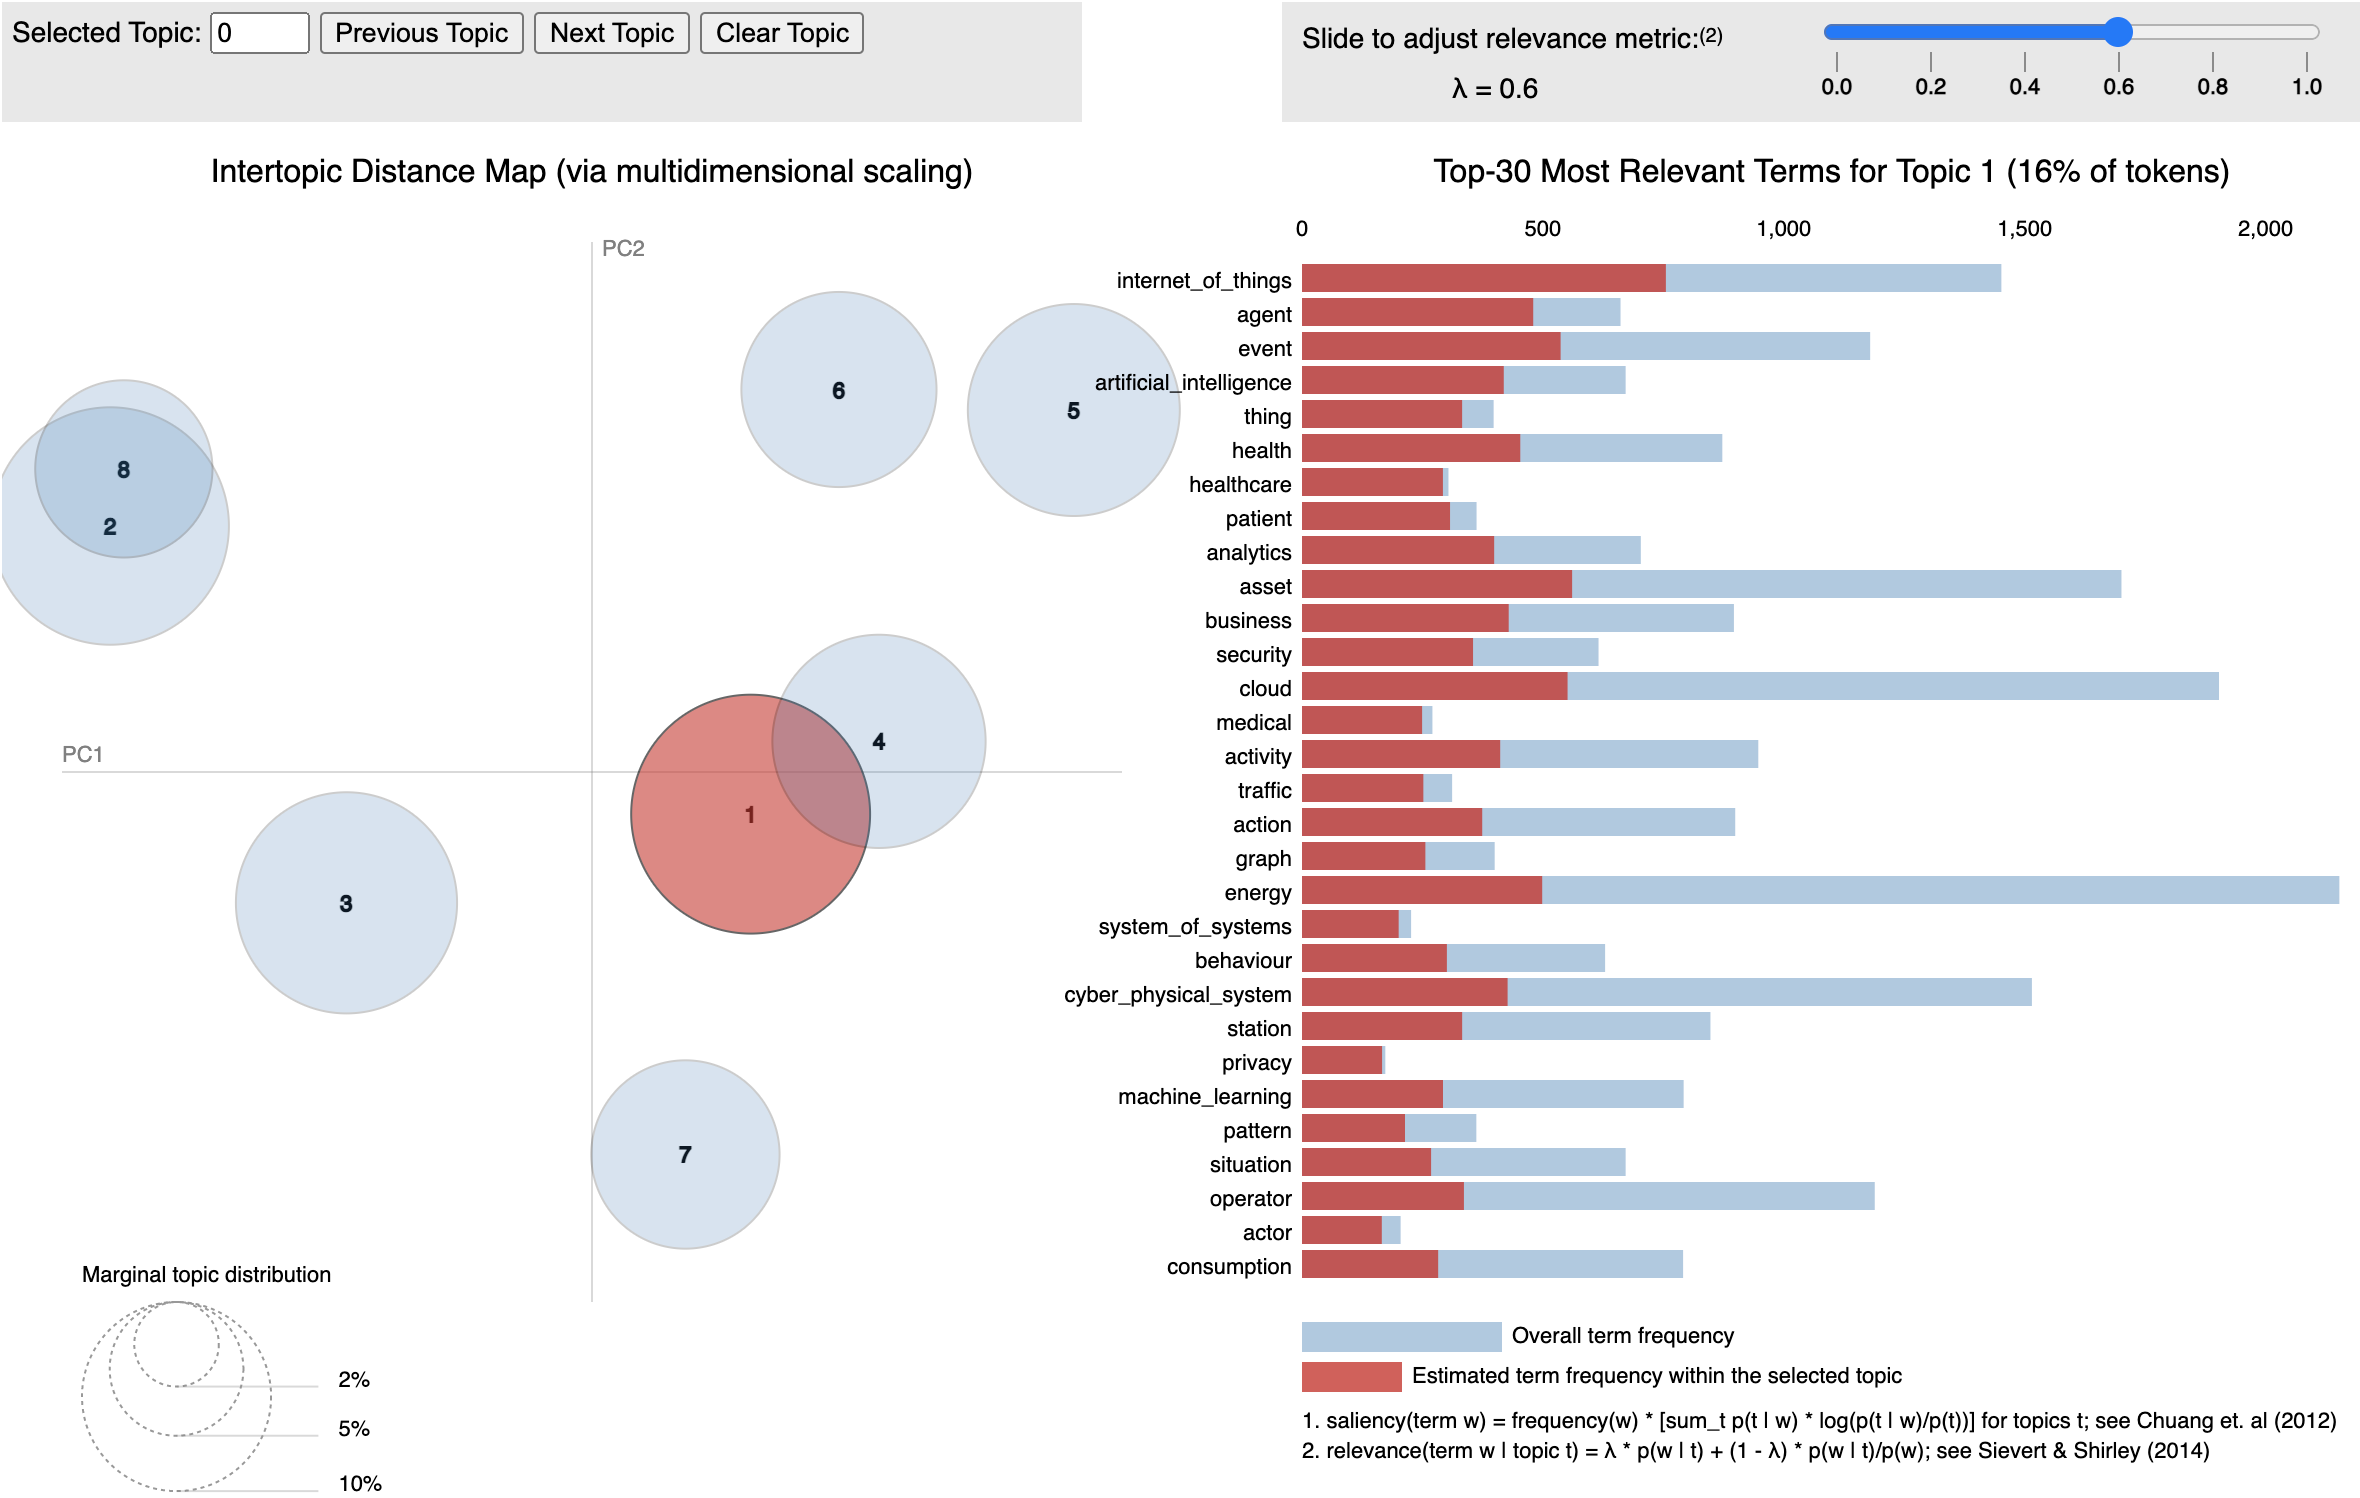 Selected Topic: 0 Previous Topic Next Topic Clear Topic
Slide to adjust relevance metric:(2)
λ = 0.6
0.0 0.2 0.4 0.6 0.8 1.0
Intertopic Distance Map (via multidimensional scaling)
PC2
PC1
6
5
8
2
4
1
3
7
Marginal topic distribution
2%
5%
10%
Top-30 Most Relevant Terms for Topic 1 (16% of tokens)
0 500 1,000 1,500 2,000
internet_of_things
agent
event
artificial_intelligence
thing
health
healthcare
patient
analytics
asset
business
security
cloud
medical
activity
traffic
action
graph
energy
system_of_systems
behaviour
cyber_physical_system
station
privacy
machine_learning
pattern
situation
operator
actor
consumption
Overall term frequency
Estimated term frequency within the selected topic
1. saliency(term w) = frequency(w) * [sum_t p(t | w) * log(p(t | w)/p(t))] for topics t; see Chuang et. al (2012)
2. relevance(term w | topic t) = λ * p(w | t) + (1 - λ) * p(w | t)/p(w); see Sievert & Shirley (2014)